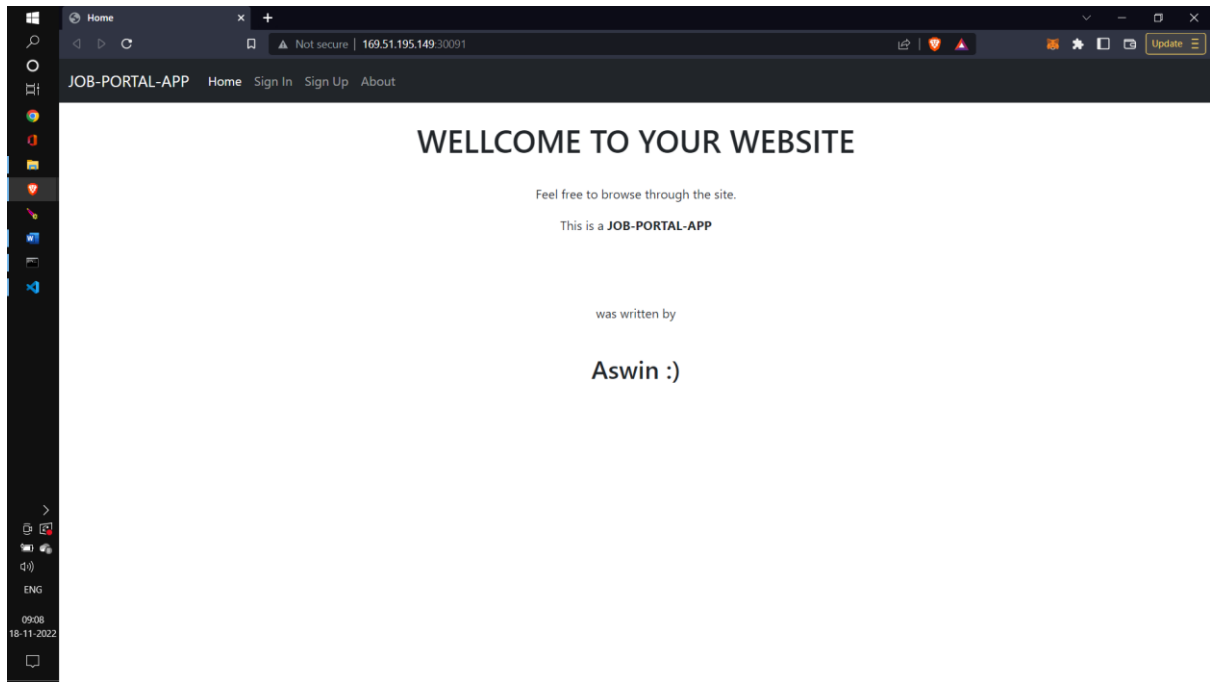 Home
Not secure | 169.51.195.149:30091
Update
JOB-PORTAL-APP Home Sign In Sign Up About
WELLCOME TO YOUR WEBSITE
Feel free to browse through the site.
This is a JOB-PORTAL-APP
was written by
Aswin :)
ENG
09:08
18-11-2022